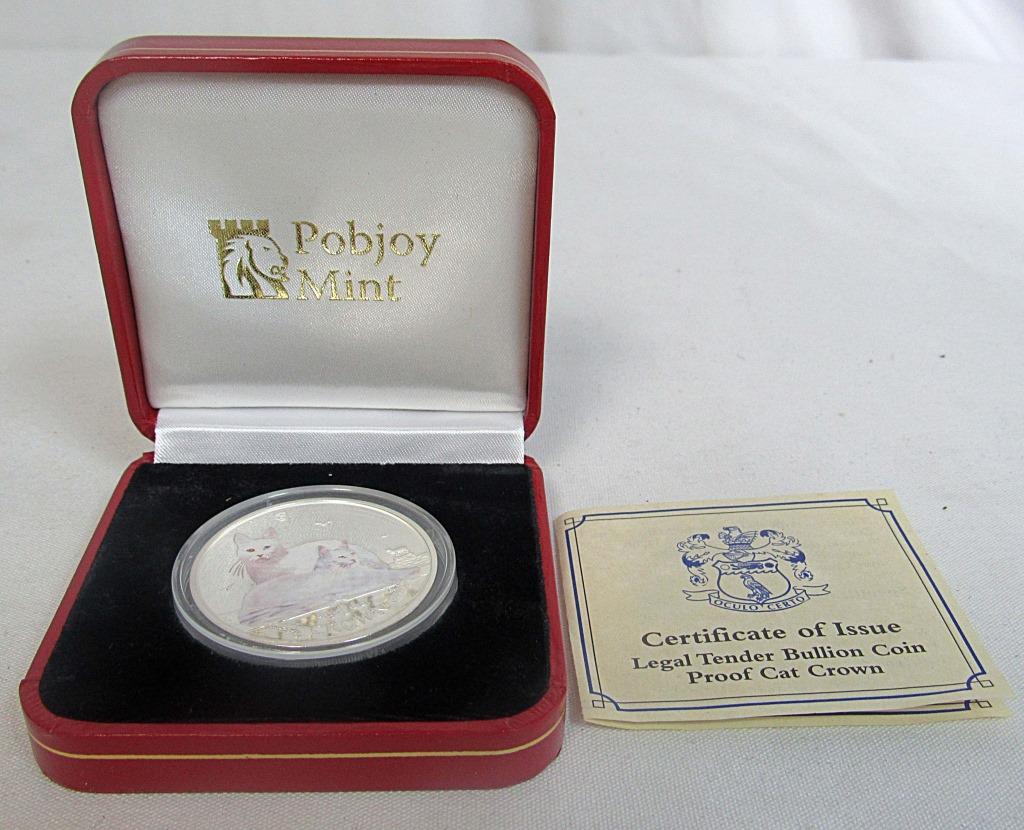 Pobjoy
Mint
OCULO CERTO
Certificate of Issue
Legal Tender Bullion Coin
Proof Cat Crown